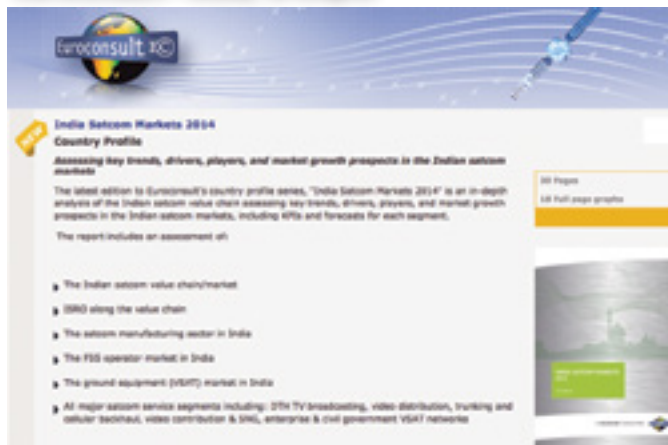 Euroconsult
NEW
India Satcom Markets 2014
Country Profile
Assessing key trends, drivers, players, and market growth prospects in the Indian satcom
markets
The latest edition to Euroconsult's country profile series, "India Satcom Markets 2014" is an in-depth
analysis of the Indian satcom value chain assessing key trends, drivers, players, and market growth
prospects in the Indian satcom markets, including KPIs and forecasts for each segment.
The report includes an assessment of:
The Indian satcom value chain/market
ISRO along the value chain
The satcom manufacturing sector in India
The FSS operator market in India
The ground equipment (VSAT) market in India
All major satcom service segments including: DTH TV broadcasting, video distribution, trunking and
cellular backhaul, video contribution & SNG, enterprise & civil government VSAT networks
Pages
18 Full page graphs